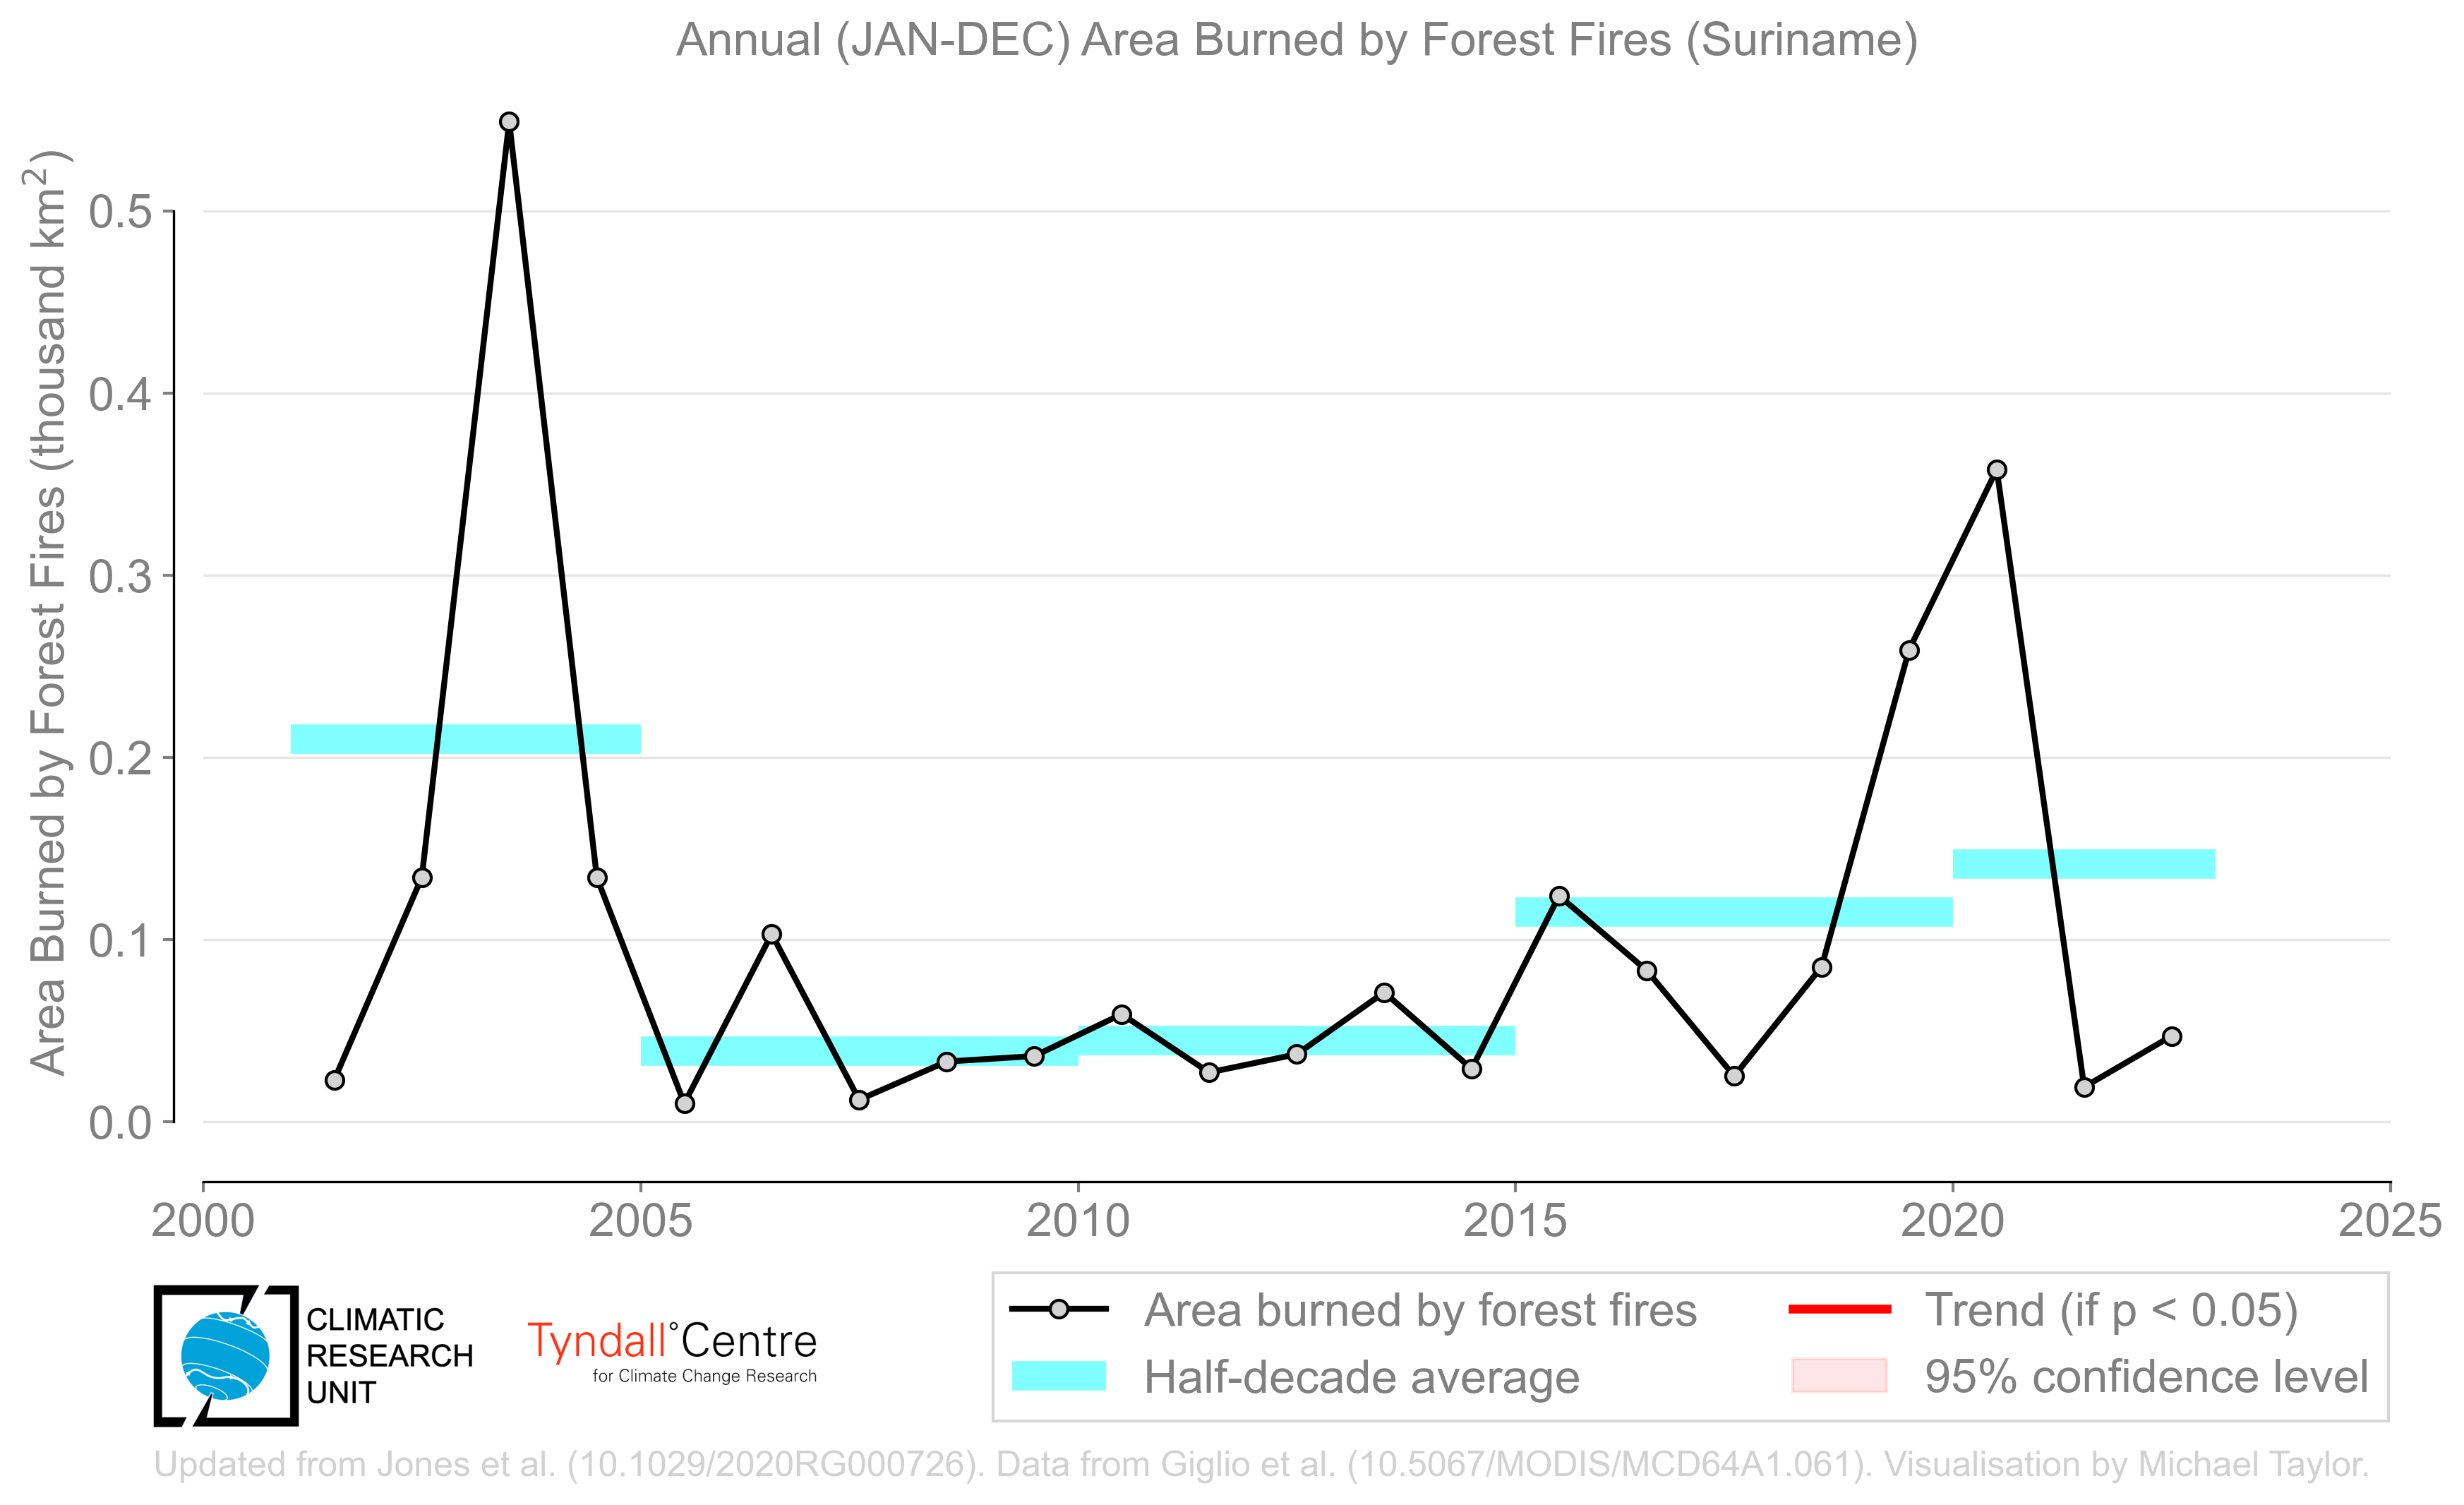 Annual (JAN-DEC) Area Burned by Forest Fires (Suriname)
Area Burned by Forest Fires (thousand km²)
0.5
0.4
0.3
0.2
0.1
0.0
2000 2005 2010 2015 2020 2025
CLIMATIC
RESEARCH
UNIT
Tyndall°Centre
for Climate Change Research
Area burned by forest fires
Half-decade average
Trend (if p < 0.05)
95% confidence level
Updated from Jones et al. (10.1029/2020RG000726). Data from Giglio et al. (10.5067/MODIS/MCD64A1.061). Visualisation by Michael Taylor.